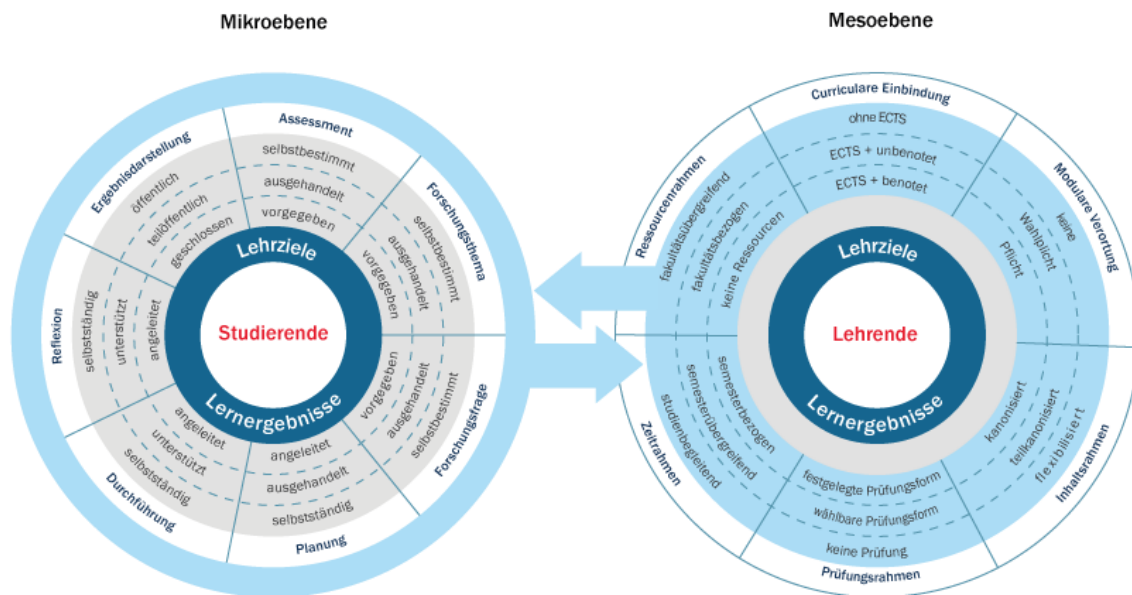 Mikroebene
Assessment
selbstbestimmt
ausgehandelt
vorgegeben
Forschungsthema
selbstbestimmt
ausgehandelt
vorgegeben
Forschungsfrage
vorgegeben
ausgehandelt
selbstbestimmt
Planung
angeleitet
ausgehandelt
selbstständig
Durchführung
angeleitet
unterstützt
selbstständig
Reflexion
selbstständig
unterstützt
angeleitet
Ergebnisdarstellung
öffentlich
teilöffentlich
geschlossen
Lehrziele
Studierende
Lernergebnisse
Mesoebene
Curriculare Einbindung
ohne ECTS
ECTS + unbenotet
ECTS + benotet
Modulare Verortung
keine
Wahlplicht
Pflicht
Inhaltsrahmen
kanonisiert
teilkanonisiert
flexibilisiert
Prüfungsrahmen
festgelegte Prüfungsform
wählbare Prüfungsform
keine Prüfung
Zeitrahmen
semesterbezogen
semesterübergreifend
studienbegleitend
Ressourcenrahmen
fakultätsübergreifend
fakultätsbezogen
keine Ressourcen
Lehrziele
Lehrende
Lernergebnisse